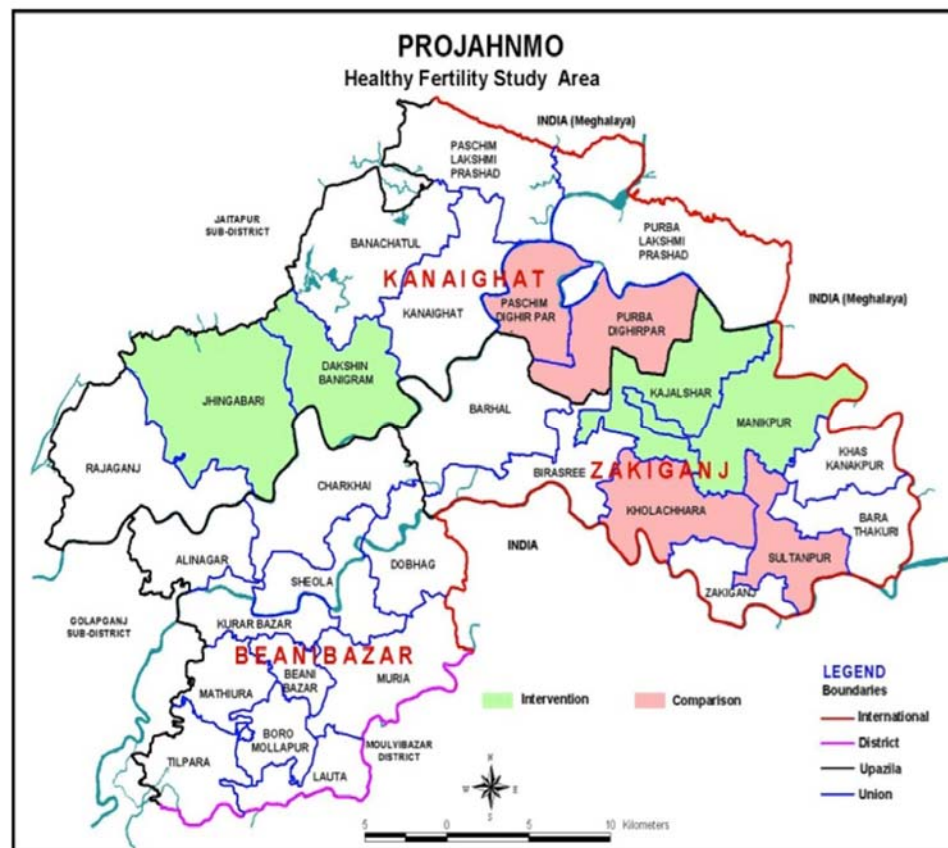 PROJAHNMO
Healthy Fertility Study Area
INDIA (Meghalaya)
PASCHIM
LAKSHMI
PRASHAD
JAITAPUR
SUB-DISTRICT
BANACHATUL
PURBA
LAKSHMI
PRASHAD
KANAIGHAT
INDIA (Meghalaya)
KANAIGHAT
PASCHIM
DIGHIR PAR
PURBA
DIGHIRPAR
DAKSHIN
BANIGRAM
JHINGABARI
KAJALSHAR
BARHAL
MANIKPUR
RAJAGANJ
KHAS
KANAKPUR
CHARKHAI
BIRASREE
ZAKIGANJ
KHOLACHHARA
BARA
THAKURI
INDIA
ALINAGAR
DOBHAG
SULTANPUR
SHEOLA
ZAKIGANJ
GOLAPGANJ
SUB-DISTRICT
KURAR BAZAR
BEANIBAZAR
BEANI
BAZAR
MURIA
MATHIURA
LEGEND
Boundaries
Intervention
Comparison
International
BORO
MOLLAPUR
MOULVIBAZAR
DISTRICT
District
TILPARA
LAUTA
Upazila
Union
N
W E
S
5 0 5 10 Kilometers